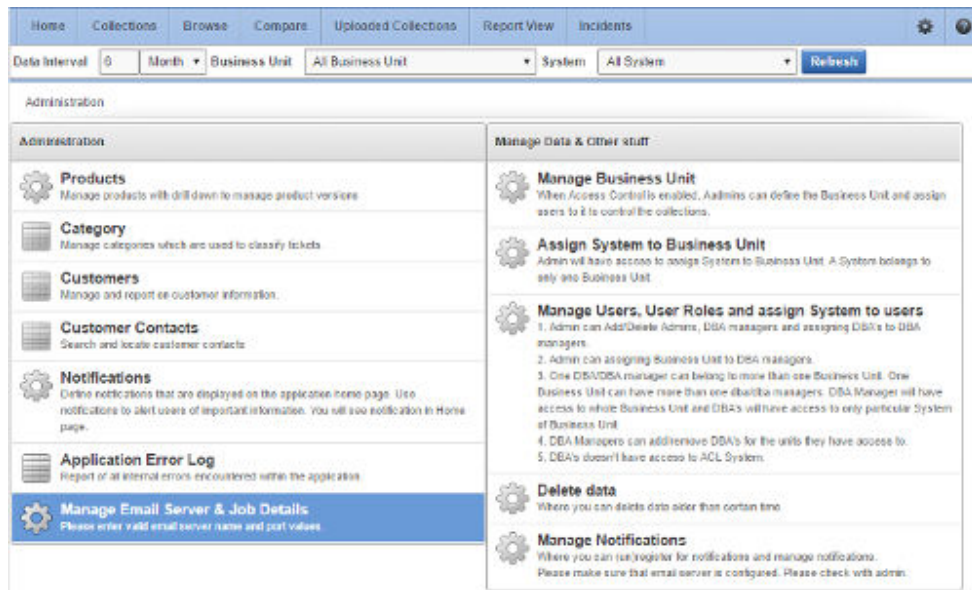 Home Collections Browse Compare Uploaded Collections Report View Incidents
Data Interval 6 Month Business Unit All Business Unit System All System Refresh
Administration
Administration
Products
Manage products with drill down to manage product versions
Category
Manage categories which are used to classify tickets
Customers
Manage and report on customer information.
Customer Contacts
Search and locate customer contacts
Notifications
Define notifications that are displayed on the application home page. Use
notifications to alert users of important information. You will see notification in Home
page.
Application Error Log
Report of all internal errors encountered within the application
Manage Email Server & Job Details
Please enter valid email server name and port values
Manage Data & Other stuff
Manage Business Unit
When Access Control is enabled, Aadmins can define the Business Unit and assign
users to it to control the collections.
Assign System to Business Unit
Admin will have access to assign System to Business Unit. A System belongs to
only one Business Unit
Manage Users, User Roles and assign System to users
1. Admin can Add/Delete Admins, DBA managers and assigning DBA's to DBA
managers.
2. Admin can assigning Business Unit to DBA managers.
3. One DBA/DBA manager can belong to more than one Business Unit. One
Business Unit can have more than one dba/dba managers. DBA Manager will have
access to whole Business Unit and DBA's will have access to only particular System
of Business Unit
4. DBA Managers can add/remove DBA's for the units they have access to.
5. DBA's doesn't have access to ACL System.
Delete data
Where you can delete data older than certain time
Manage Notifications
Where you can (un)register for notifications and manage notifications.
Please make sure that email server is configured. Please check with admin.